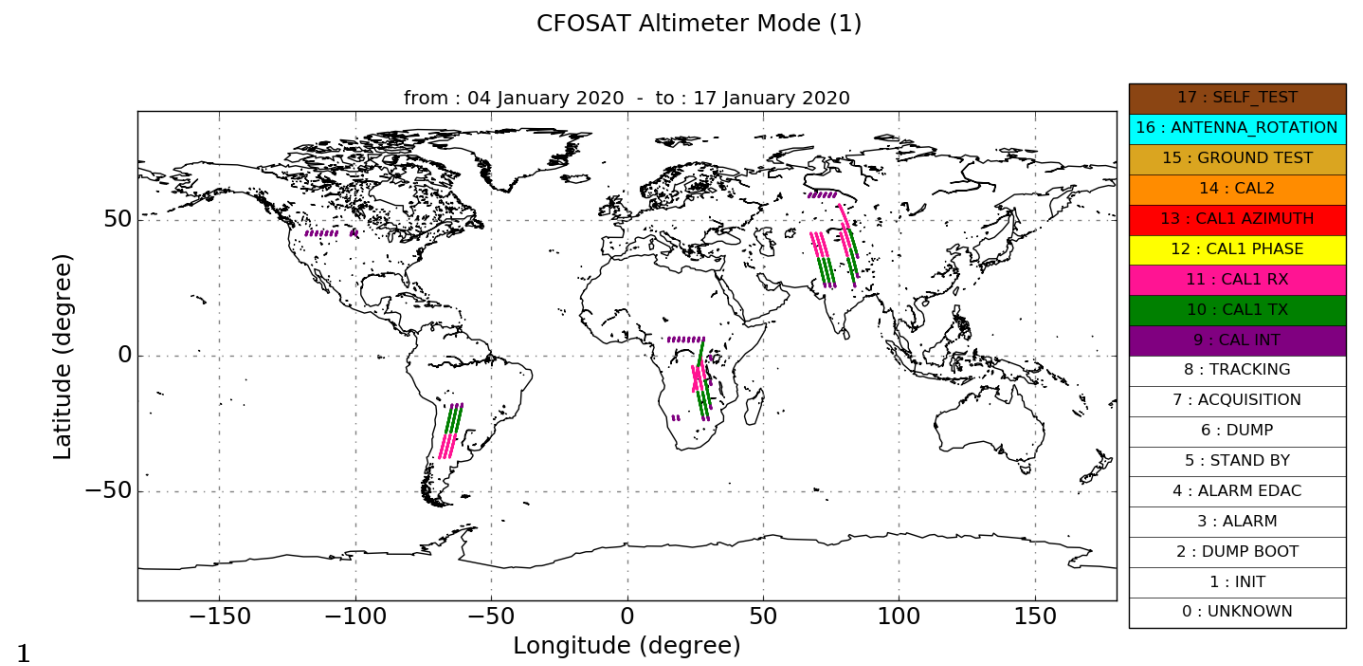 CFOSAT Altimeter Mode (1)
from : 04 January 2020 - to : 17 January 2020
17 : SELF_TEST
16 : ANTENNA_ROTATION
15 : GROUND TEST
14 : CAL2
13 : CAL1 AZIMUTH
12 : CAL1 PHASE
11 : CAL1 RX
10 : CAL1 TX
9 : CAL INT
8 : TRACKING
7 : ACQUISITION
6 : DUMP
5 : STAND BY
4 : ALARM EDAC
3 : ALARM
2 : DUMP BOOT
1 : INIT
0 : UNKNOWN
Latitude (degree)
50
0
−50
−150 −100 −50 0 50 100 150
Longitude (degree)
1